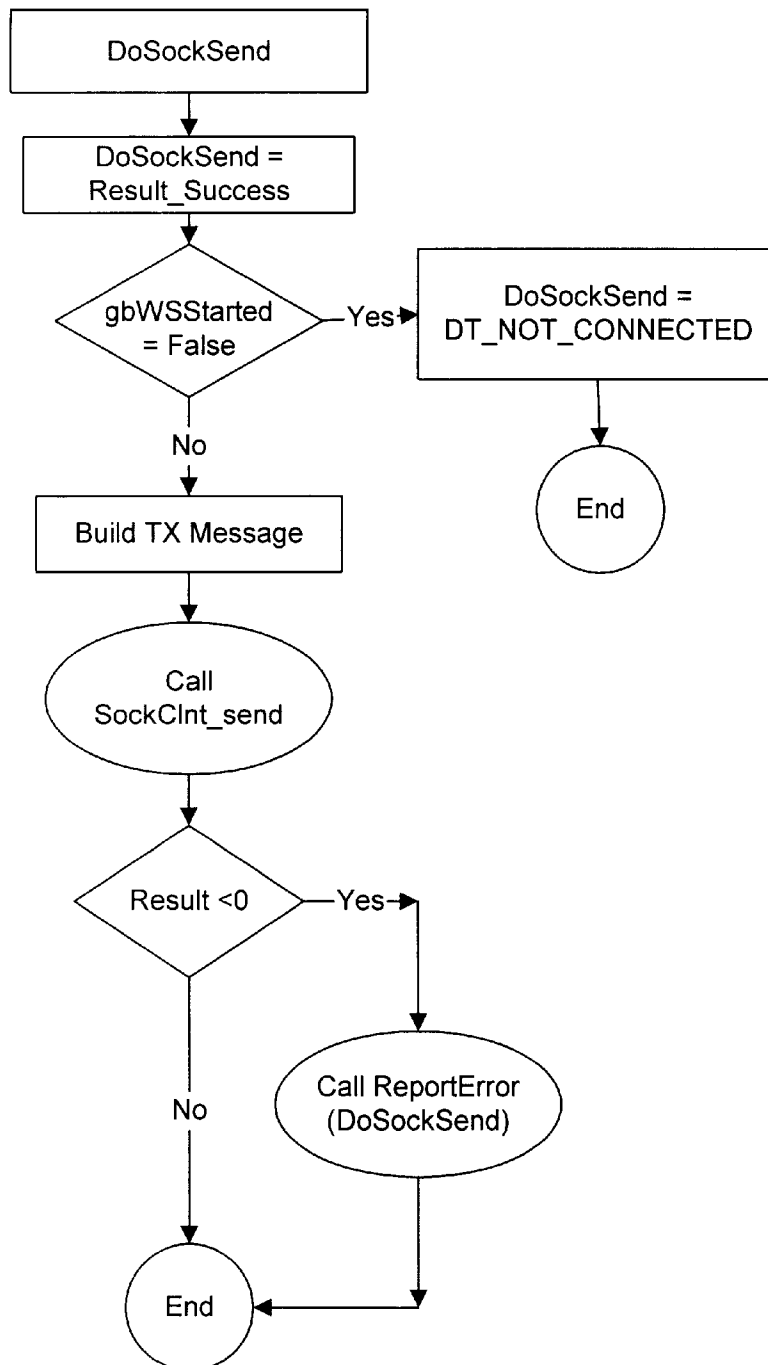 DoSockSend
DoSockSend =
Result_Success
gbWSStarted
= False
Yes
DoSockSend =
DT_NOT_CONNECTED
No
End
Build TX Message
Call
SockClnt_send
Result <0
Yes
Call ReportError
(DoSockSend)
No
End